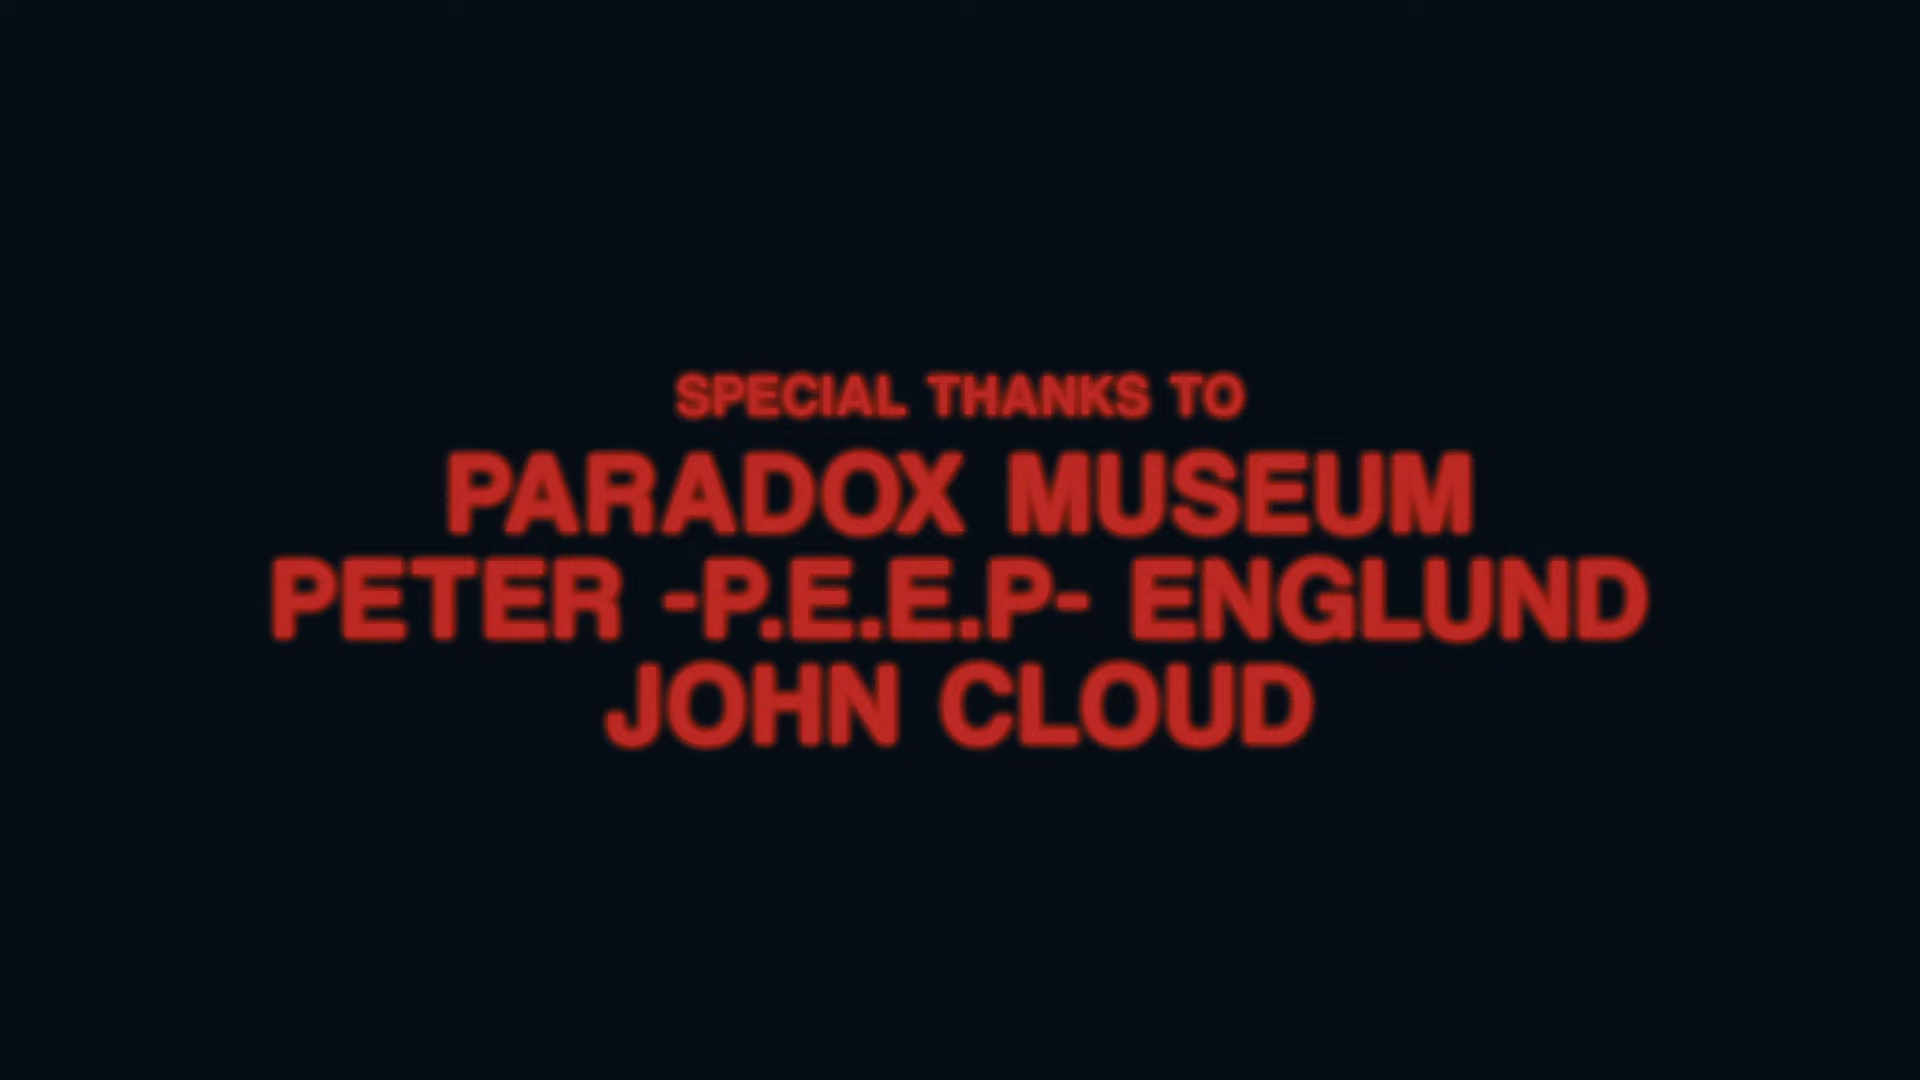 SPECIAL THANKS TO
PARADOX MUSEUM
PETER -P.E.E.P- ENGLUND
JOHN CLOUD